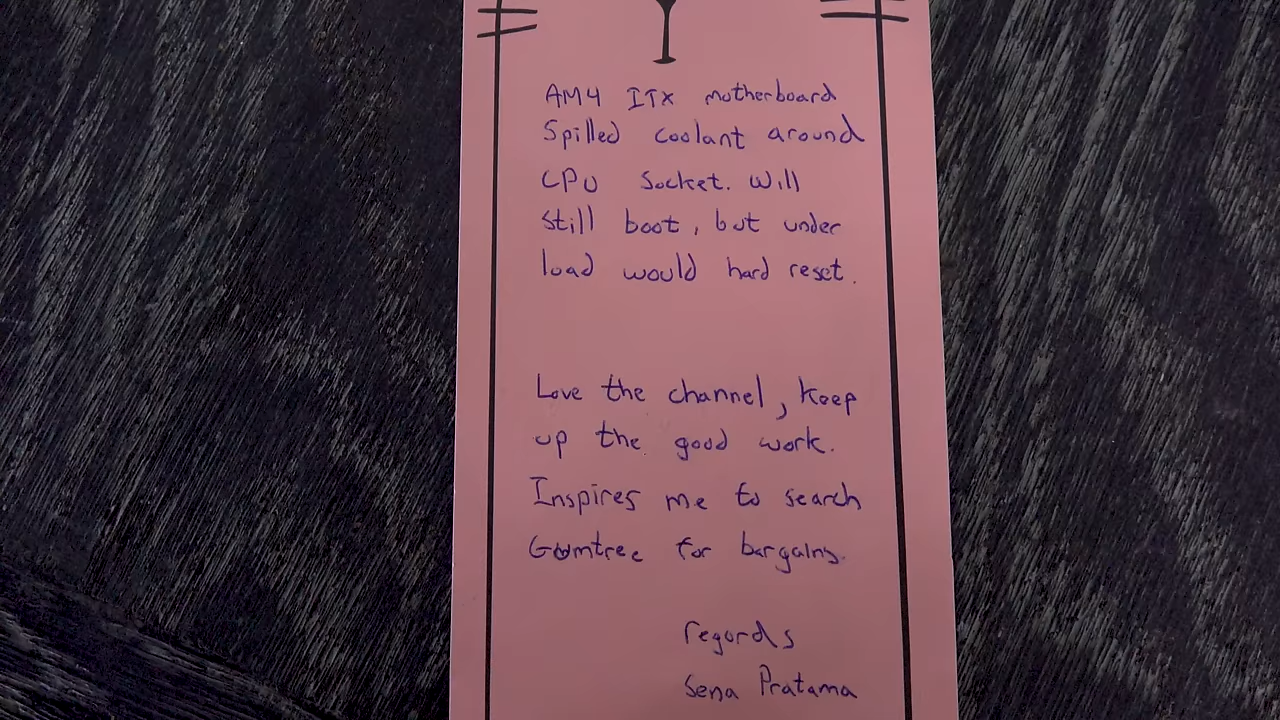 AM4 ITX motherboard
Spilled coolant around
CPU Socket. Will
still boot, but under
load would hard reset.
Love the channel, Keep
up the good work.
Inspires me to search
Gumtree for bargains.
regards
Sena Pratama